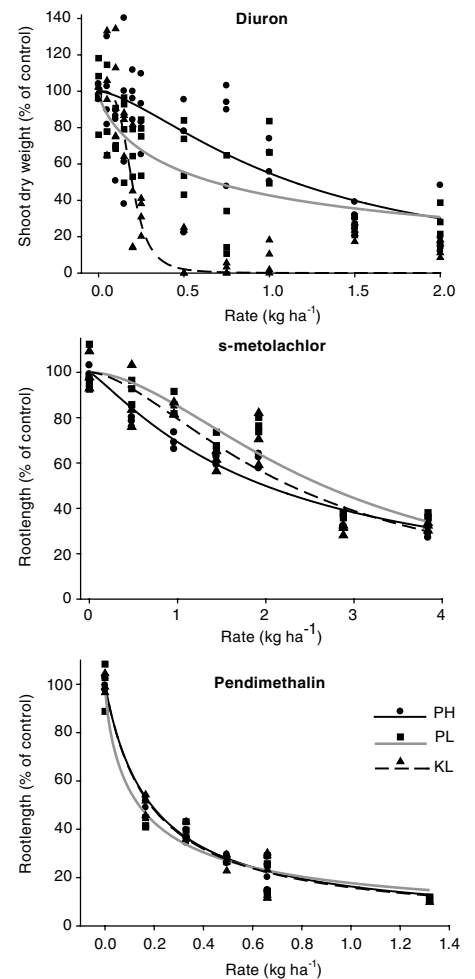 Diuron
Shoot dry weight (% of control)
140
120
100
80
60
40
20
0
0.0 0.5 1.0 1.5 2.0
Rate (kg ha-1)
s-metolachlor
Rootlength (% of control)
100
80
60
40
20
0
0 1 2 3 4
Rate (kg ha-1)
Pendimethalin
Rootlength (% of control)
100
80
60
40
20
0
PH
PL
KL
0.0 0.2 0.4 0.6 0.8 1.0 1.2 1.4
Rate (kg ha-1)